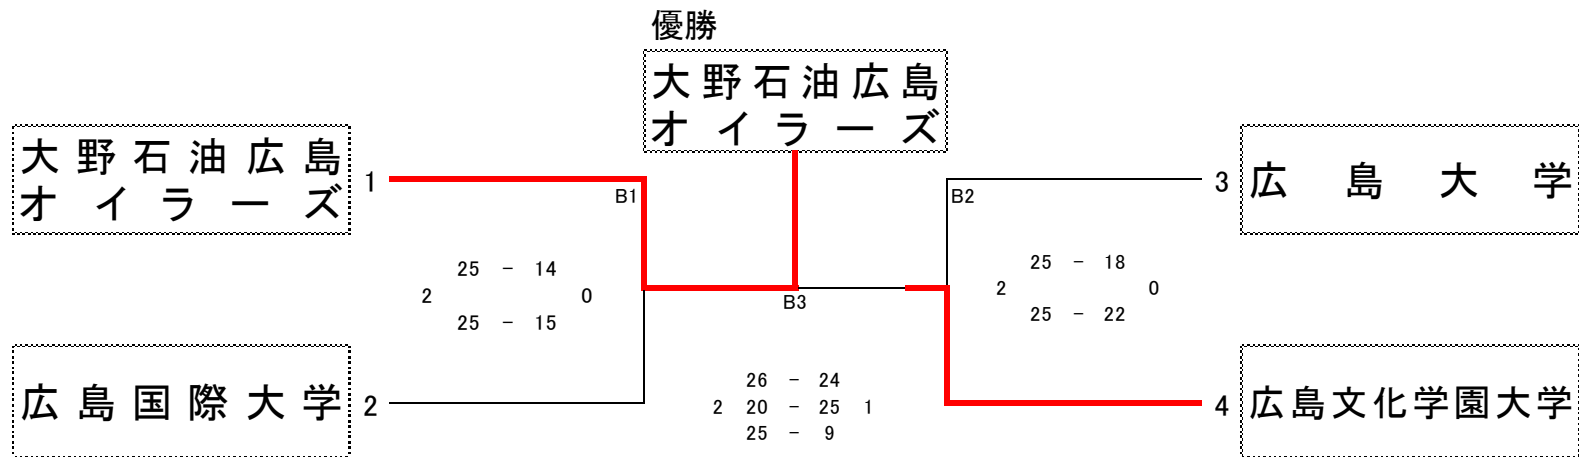 優勝
大野石油広島
オイラーズ
大野石油広島
オイラーズ
1
B1
25 - 14
2 0
25 - 15
広島国際大学
2
B3
26 - 24
2 20 - 25 1
25 - 9
B2
3
広島大学
25 - 18
2 0
25 - 22
4
広島文化学園大学